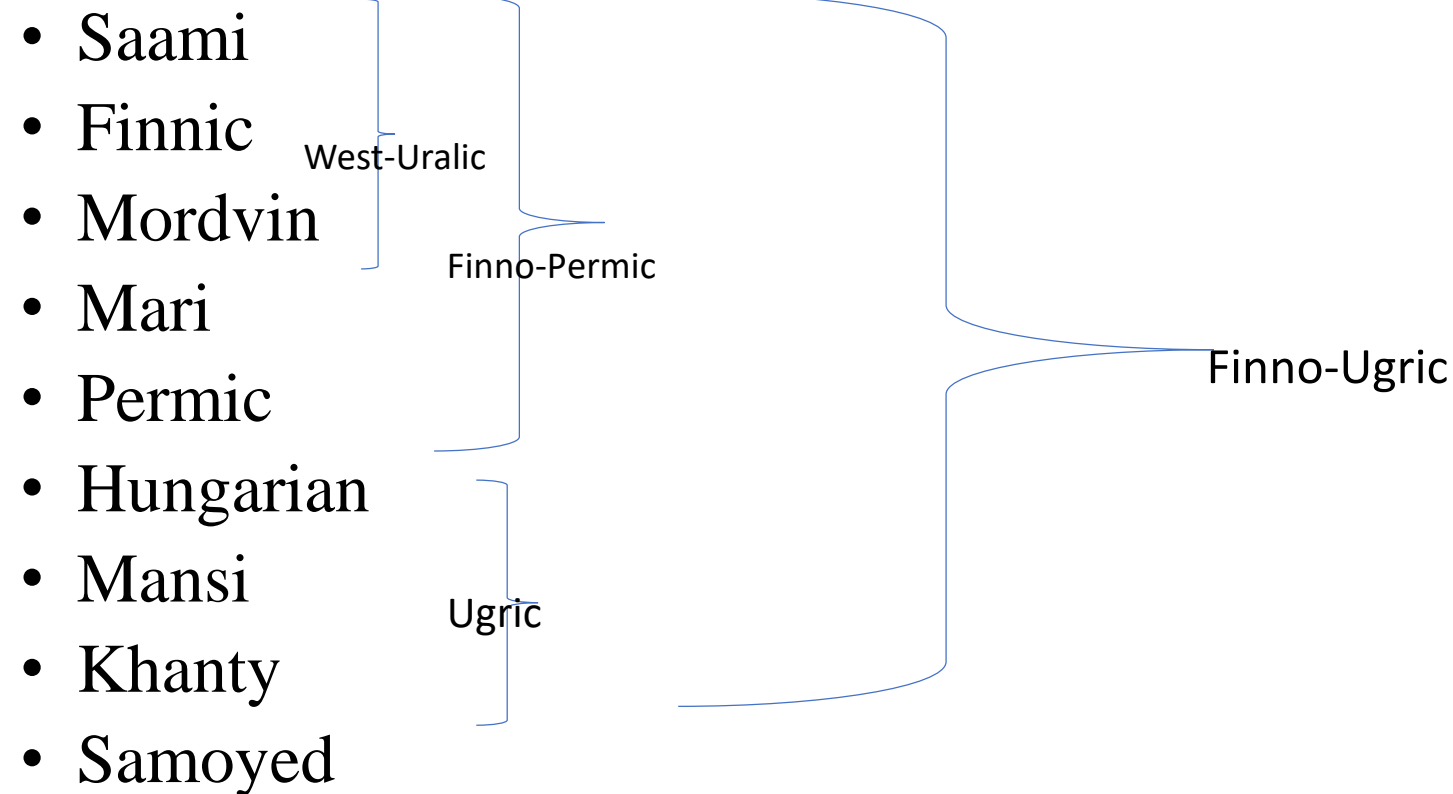 • Saami
• Finnic
West-Uralic
• Mordvin
Finno-Permic
• Mari
Finno-Ugric
• Permic
• Hungarian
• Mansi
Ugric
• Khanty
• Samoyed